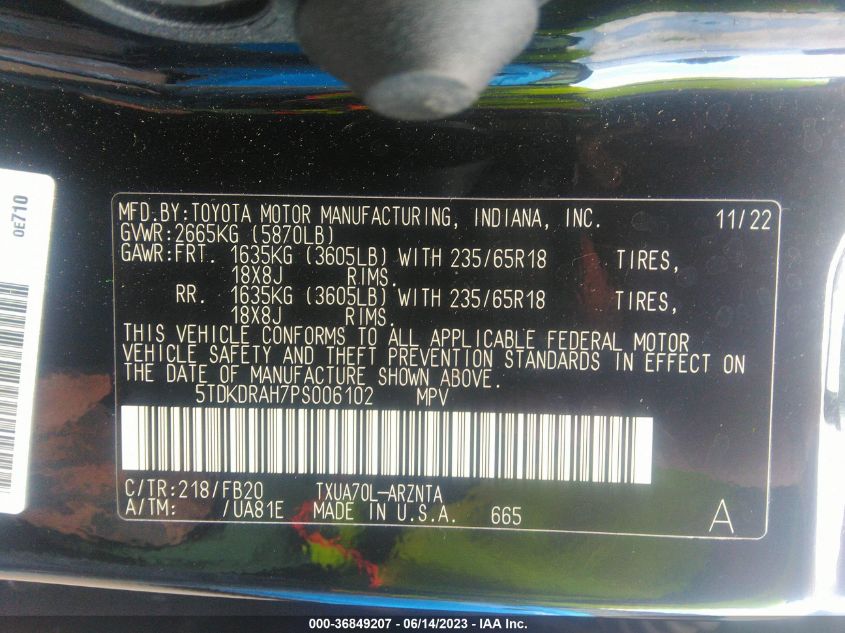 0E710
MFD.BY:TOYOTA MOTOR MANUFACTURING, INDIANA, INC. 11/22
GVWR:2665KG (5870LB)
GAWR:FRT. 1635KG (3605LB) WITH 235/65R18 TIRES,
18X8J RIMS.
RR. 1635KG (3605LB) WITH 235/65R18 TIRES,
18X8J RIMS.
THIS VEHICLE CONFORMS TO ALL APPLICABLE FEDERAL MOTOR
VEHICLE SAFETY AND THEFT PREVENTION STANDARDS IN EFFECT ON
THE DATE OF MANUFACTURE SHOWN ABOVE.
5TDKDRAH7PS006102 MPV
C/TR:218/FB20 TXUA70L-ARZNTA
A/TM: /UA81E MADE IN U.S.A. 665 A
000-36849207 - 06/14/2023 - IAA Inc.